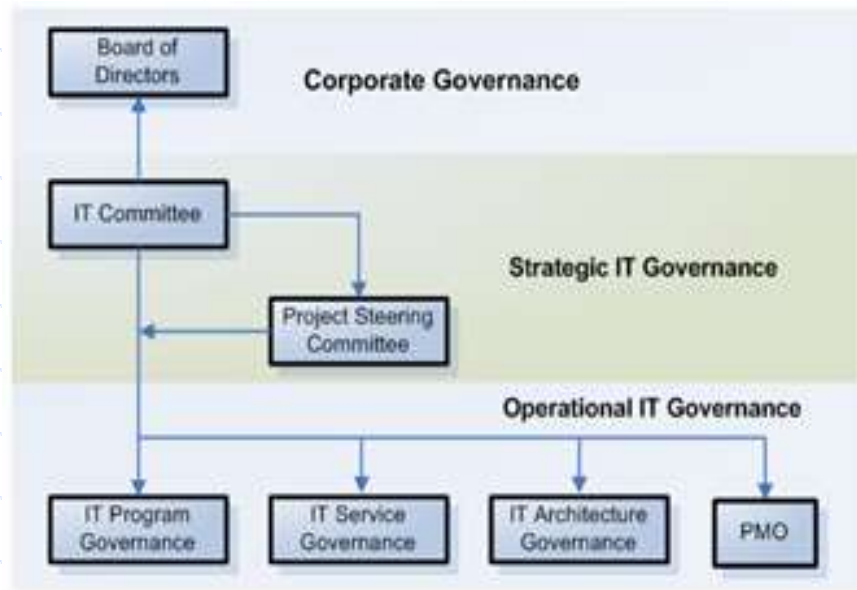 Board of
Directors
Corporate Governance
IT Committee
Strategic IT Governance
Project Steering
Committee
Operational IT Governance
IT Program
Governance
IT Service
Governance
IT Architecture
Governance
PMO